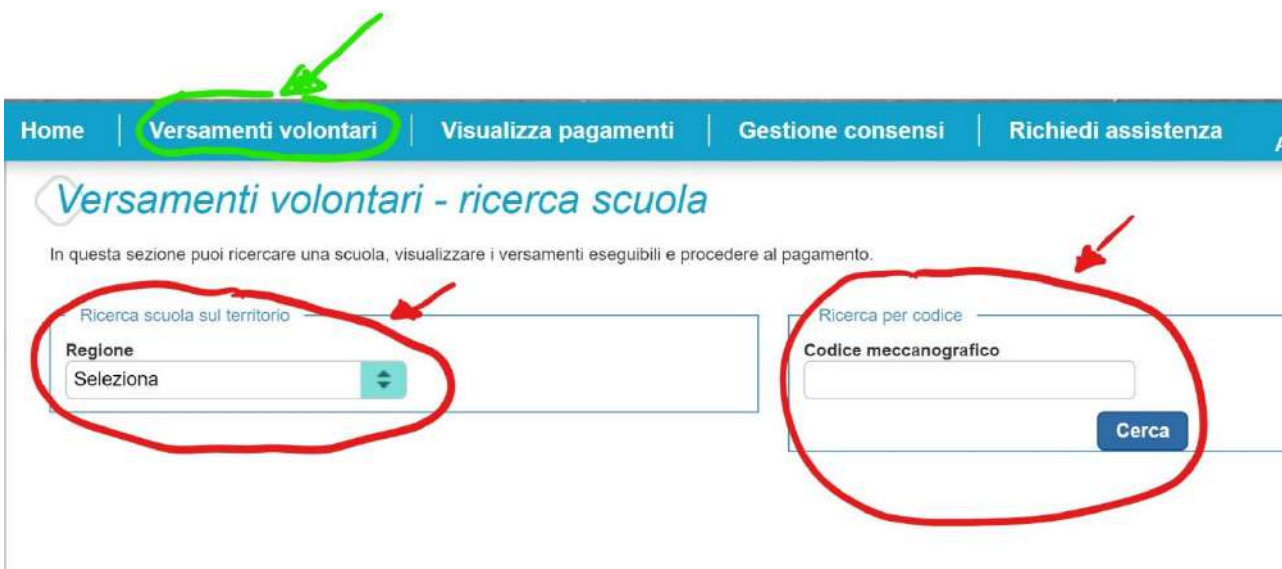 Home Versamenti volontari Visualizza pagamenti Gestione consensi Richiedi assistenza
Versamenti volontari - ricerca scuola
In questa sezione puoi ricercare una scuola, visualizzare i versamenti eseguibili e procedere al pagamento.
Ricerca scuola sul territorio
Regione
Seleziona
Ricerca per codice
Codice meccanografico
Cerca